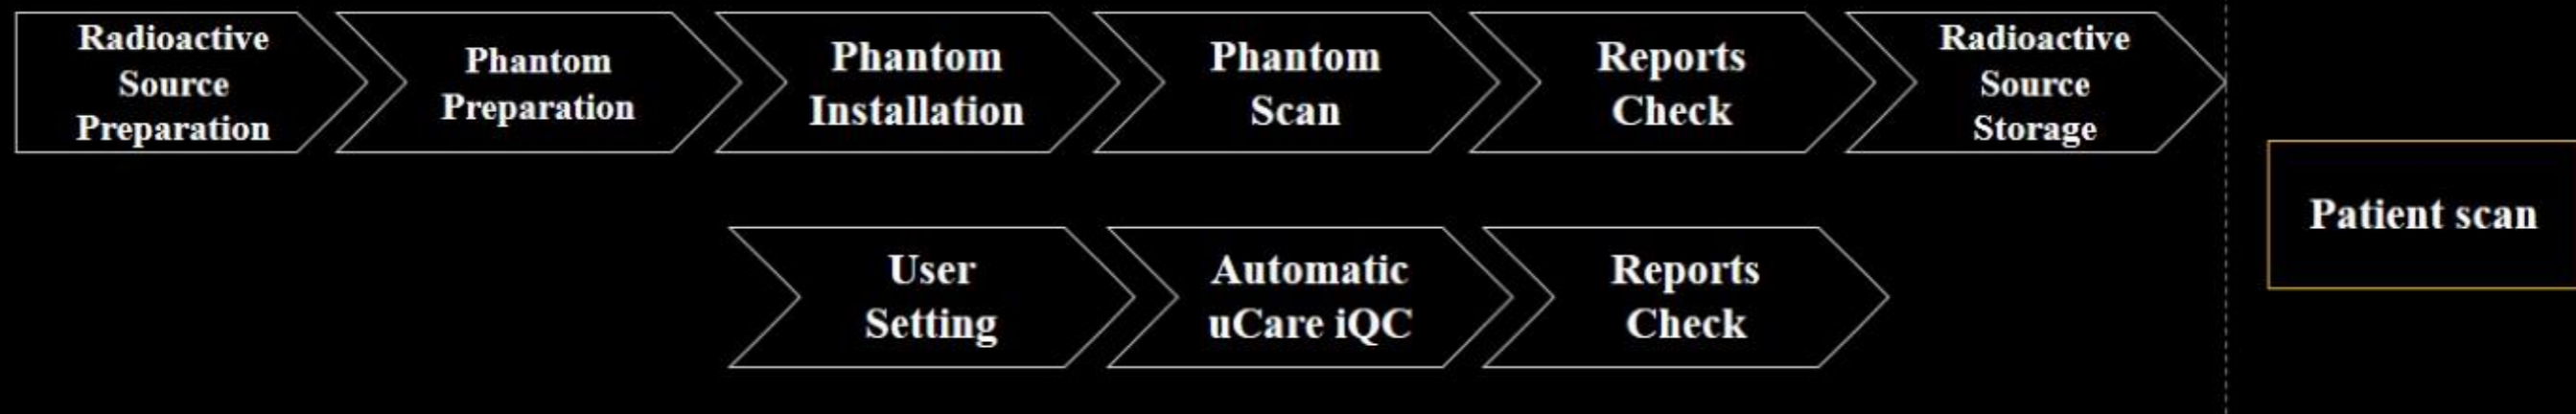 Radioactive
Source
Preparation
Phantom
Preparation
Phantom
Installation
Phantom
Scan
Reports
Check
Radioactive
Source
Storage
User
Setting
Automatic
uCare iQC
Reports
Check
Patient scan